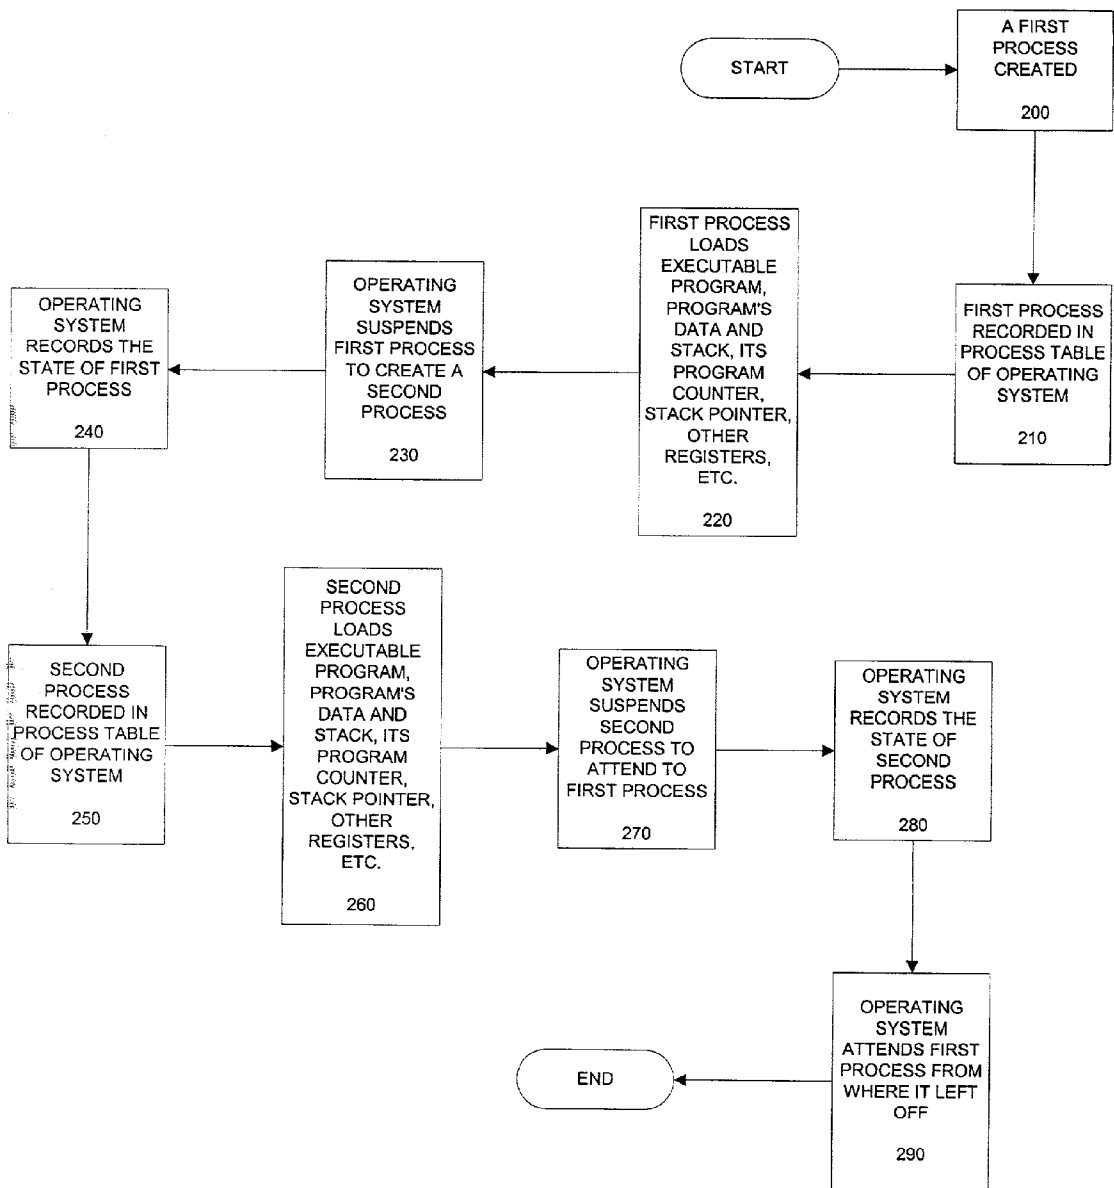 START
A FIRST
PROCESS
CREATED
200
FIRST PROCESS
RECORDED IN
PROCESS TABLE
OF OPERATING
SYSTEM
210
FIRST PROCESS
LOADS
EXECUTABLE
PROGRAM,
PROGRAM'S
DATA AND
STACK, ITS
PROGRAM
COUNTER,
STACK POINTER,
OTHER
REGISTERS,
ETC.
220
OPERATING
SYSTEM
SUSPENDS
FIRST PROCESS
TO CREATE A
SECOND
PROCESS
230
OPERATING
SYSTEM
RECORDS THE
STATE OF FIRST
PROCESS
240
SECOND
PROCESS
RECORDED IN
PROCESS TABLE
OF OPERATING
SYSTEM
250
SECOND
PROCESS
LOADS
EXECUTABLE
PROGRAM,
PROGRAM'S
DATA AND
STACK, ITS
PROGRAM
COUNTER,
STACK POINTER,
OTHER
REGISTERS,
ETC.
260
OPERATING
SYSTEM
SUSPENDS
SECOND
PROCESS TO
ATTEND TO
FIRST PROCESS
270
OPERATING
SYSTEM
RECORDS THE
STATE OF
SECOND
PROCESS
280
OPERATING
SYSTEM
ATTENDS FIRST
PROCESS FROM
WHERE IT LEFT
OFF
290
END